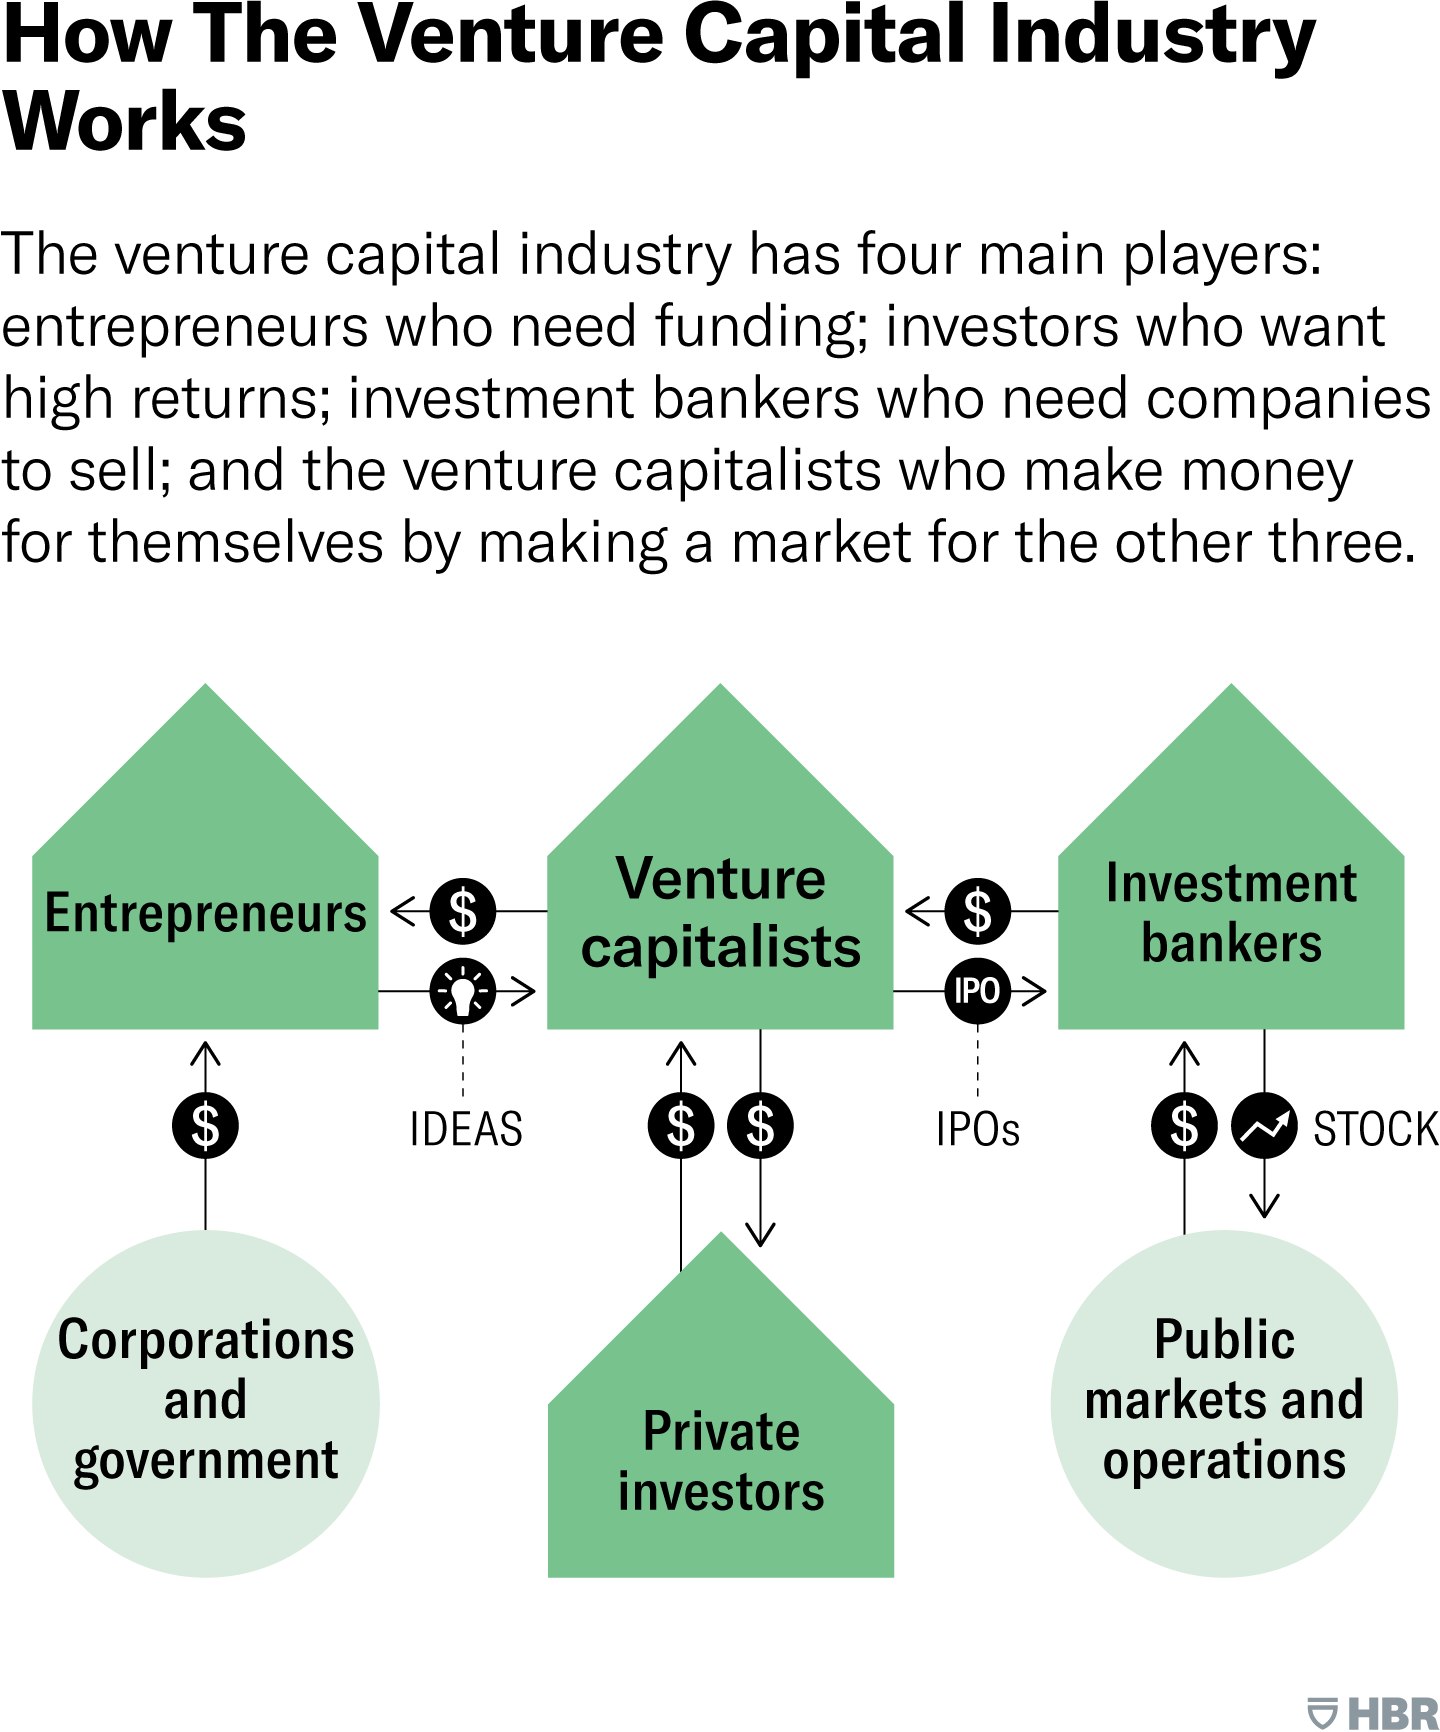 How The Venture Capital Industry
Works
The venture capital industry has four main players:
entrepreneurs who need funding; investors who want
high returns; investment bankers who need companies
to sell; and the venture capitalists who make money
for themselves by making a market for the other three.
Entrepreneurs
$
Venture
capitalists
$
Investment
bankers
IPO
$
IDEAS
$
$
IPOs
$
STOCK
Corporations
and
government
Private
investors
Public
markets and
operations
HBR